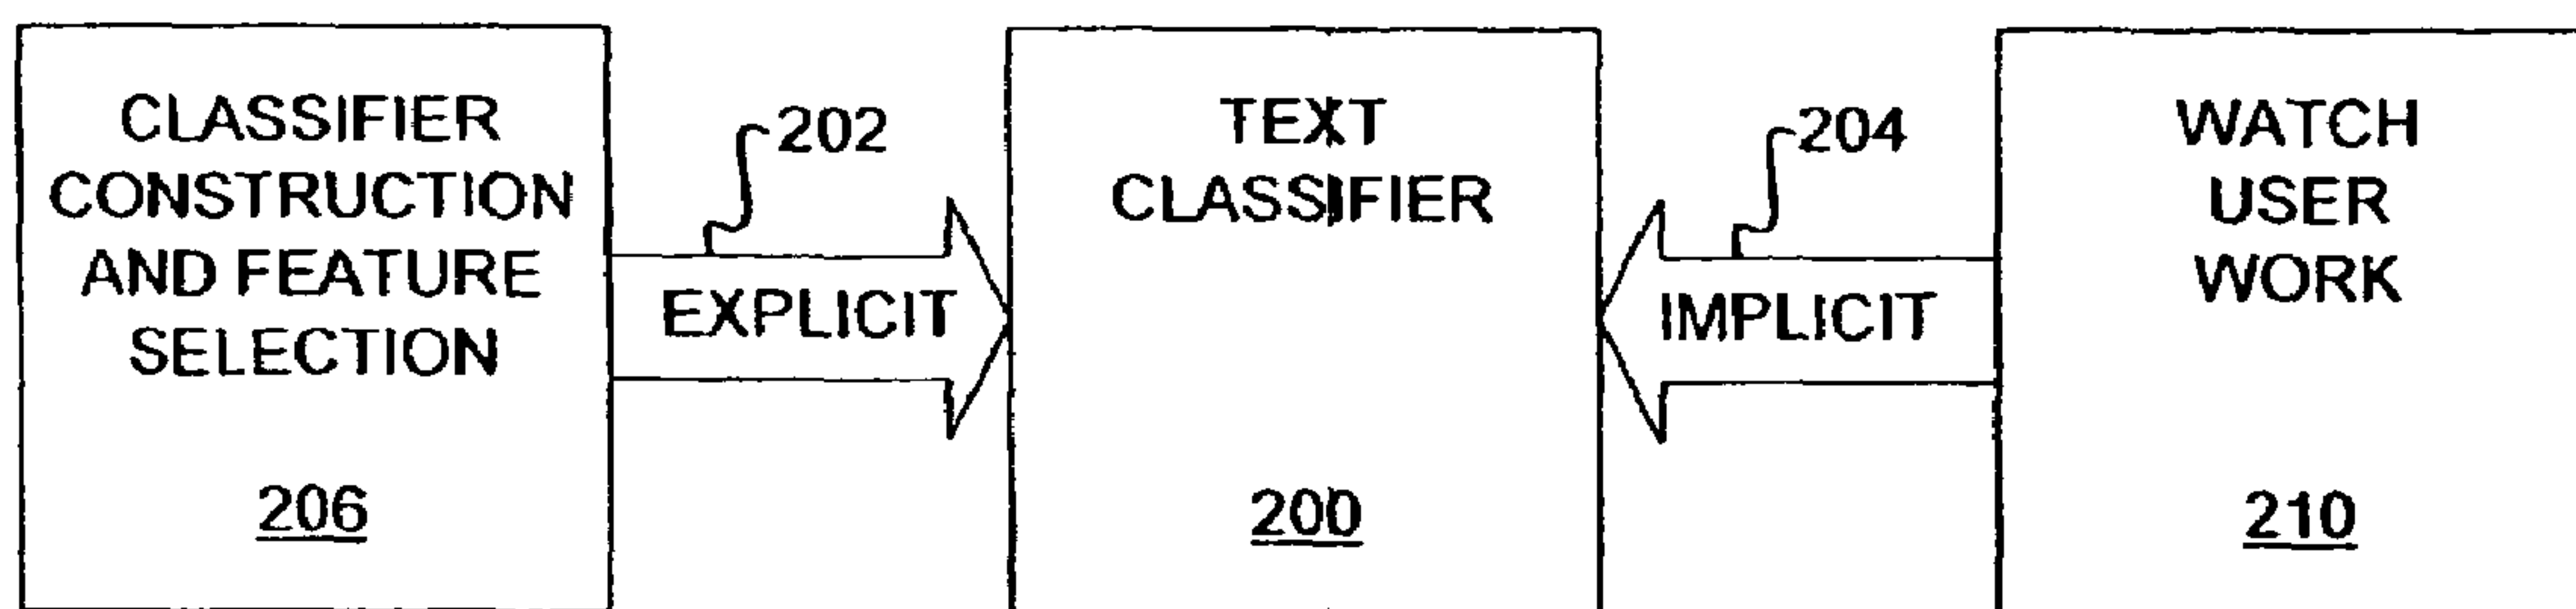 CLASSIFIER
CONSTRUCTION
AND FEATURE
SELECTION
206
202
EXPLICIT
TEXT
CLASSIFIER
200
204
IMPLICIT
WATCH
USER
WORK
210